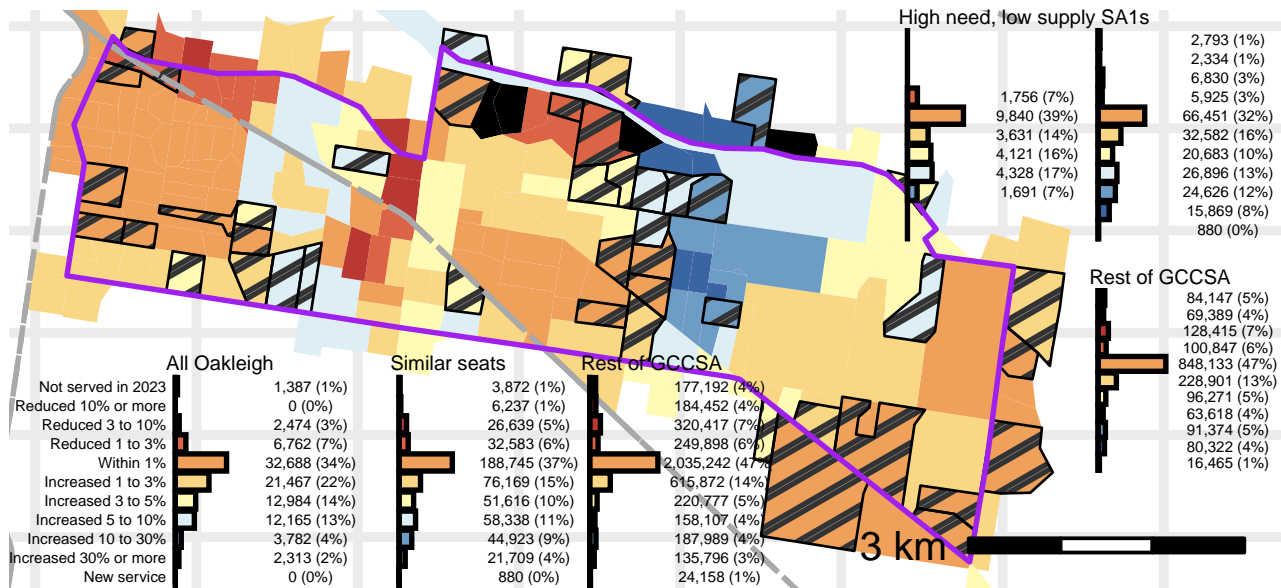 High need, low supply SA1s
2,793 (1%)
2,334 (1%)
6,830 (3%)
1,756 (7%) 5,925 (3%)
9,840 (39%) 66,451 (32%)
3,631 (14%) 32,582 (16%)
4,121 (16%) 20,683 (10%)
4,328 (17%) 26,896 (13%)
1,691 (7%) 24,626 (12%)
15,869 (8%)
880 (0%)
Rest of GCCSA
84,147 (5%)
69,389 (4%)
128,415 (7%)
100,847 (6%)
848,133 (47%)
228,901 (13%)
96,271 (5%)
63,618 (4%)
91,374 (5%)
80,322 (4%)
16,465 (1%)
All Oakleigh Similar seats Rest of GCCSA
Not served in 2023 1,387 (1%) 3,872 (1%) 177,192 (4%)
Reduced 10% or more 0 (0%) 6,237 (1%) 184,452 (4%)
Reduced 3 to 10% 2,474 (3%) 26,639 (5%) 320,417 (7%)
Reduced 1 to 3% 6,762 (7%) 32,583 (6%) 249,898 (6%)
Within 1% 32,688 (34%) 188,745 (37%) 2,035,242 (47%)
Increased 1 to 3% 21,467 (22%) 76,169 (15%) 615,872 (14%)
Increased 3 to 5% 12,984 (14%) 51,616 (10%) 220,777 (5%)
Increased 5 to 10% 12,165 (13%) 58,338 (11%) 158,107 (4%)
Increased 10 to 30% 3,782 (4%) 44,923 (9%) 187,989 (4%)
Increased 30% or more 2,313 (2%) 21,709 (4%) 135,796 (3%)
New service 0 (0%) 880 (0%) 24,158 (1%)
3 km